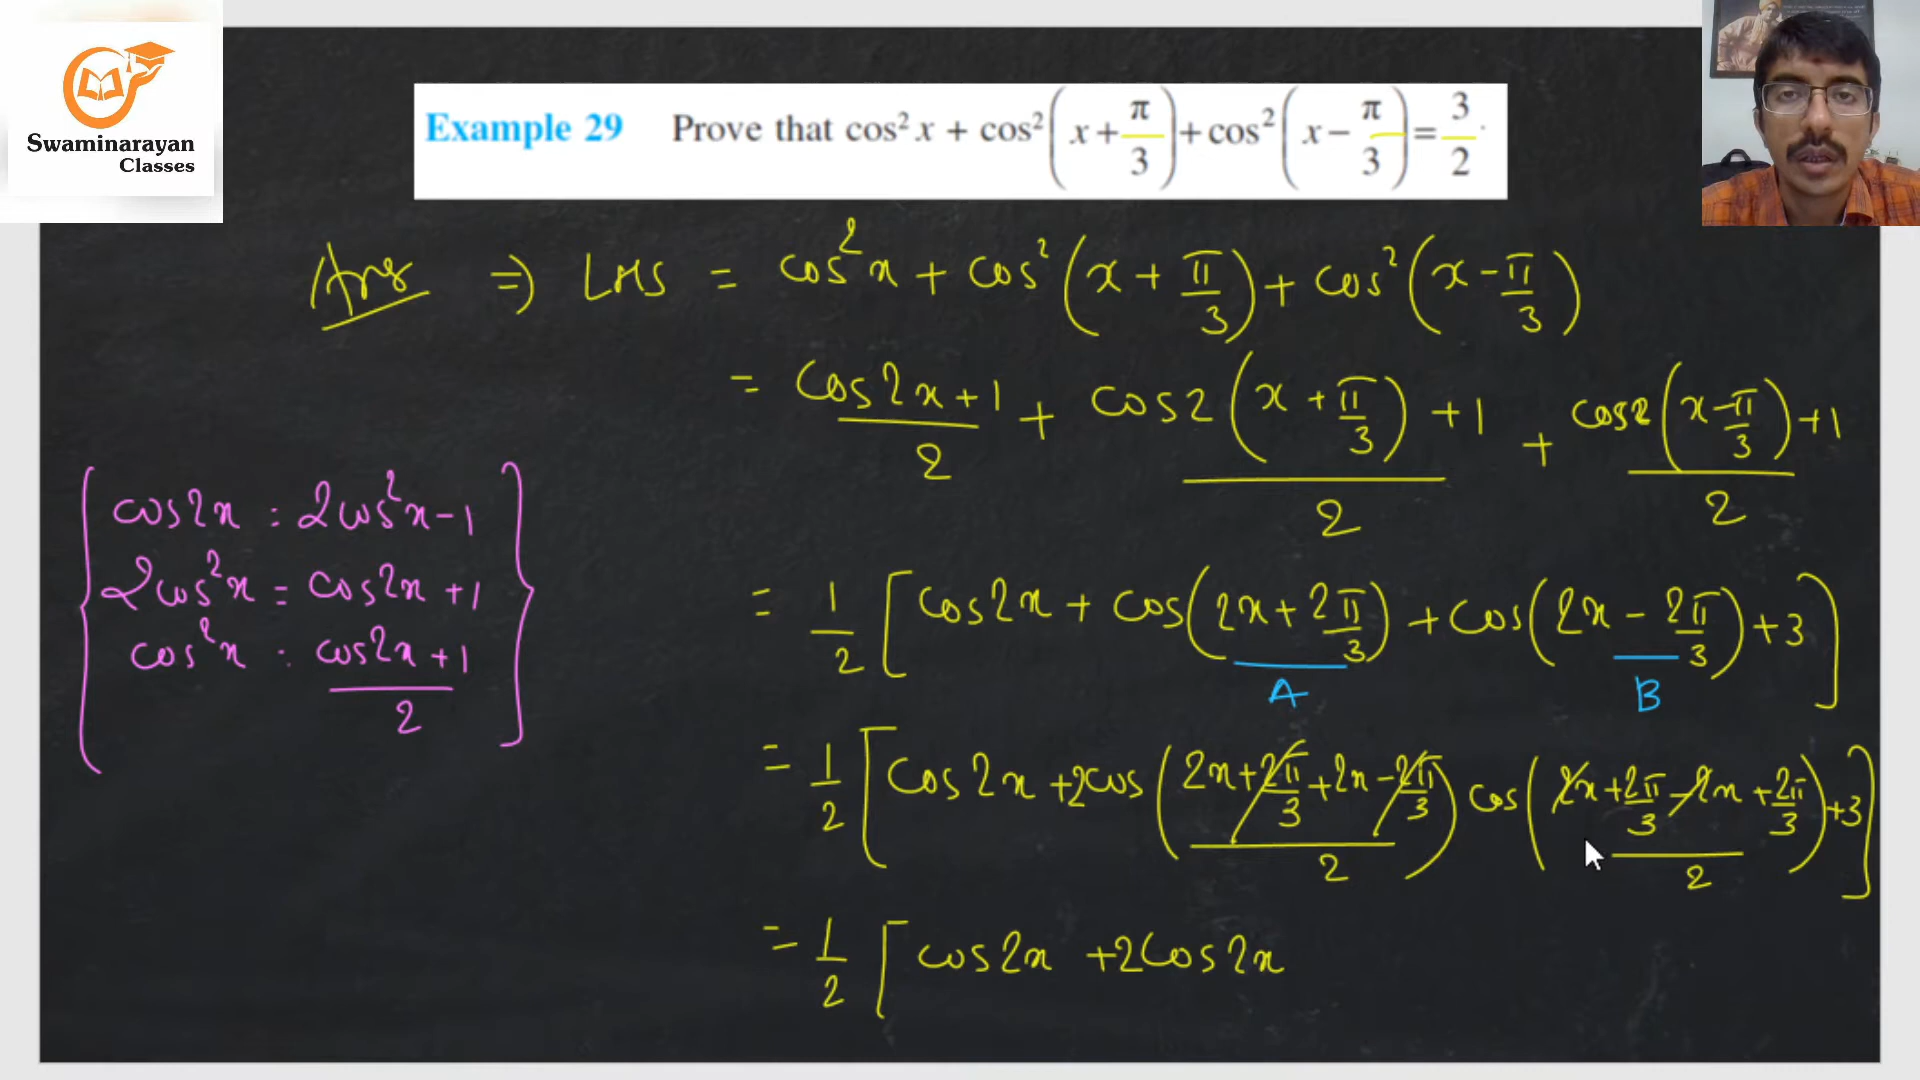 Swaminarayan
Classes
Example 29 Prove that cos² x + cos² (x + π/3) + cos² (x − π/3) = 3/2.
Ans ⇒ LHS = cos²x + cos² (x + π/3) + cos² (x − π/3)
= (cos2x + 1)/2 + (cos2(x + π/3) + 1)/2 + (cos2(x − π/3) + 1)/2
cos2x = 2cos²x − 1
2cos²x = cos2x + 1
cos²x = (cos2x + 1)/2
= 1/2 [cos2x + cos(2x + 2π/3) + cos(2x − 2π/3) + 3]
A B
= 1/2 [cos2x + 2cos((2x + 2π/3 + 2x − 2π/3)/2) cos((2x + 2π/3 − 2x + 2π/3)/2) + 3]
= 1/2 [cos2x + 2cos2x